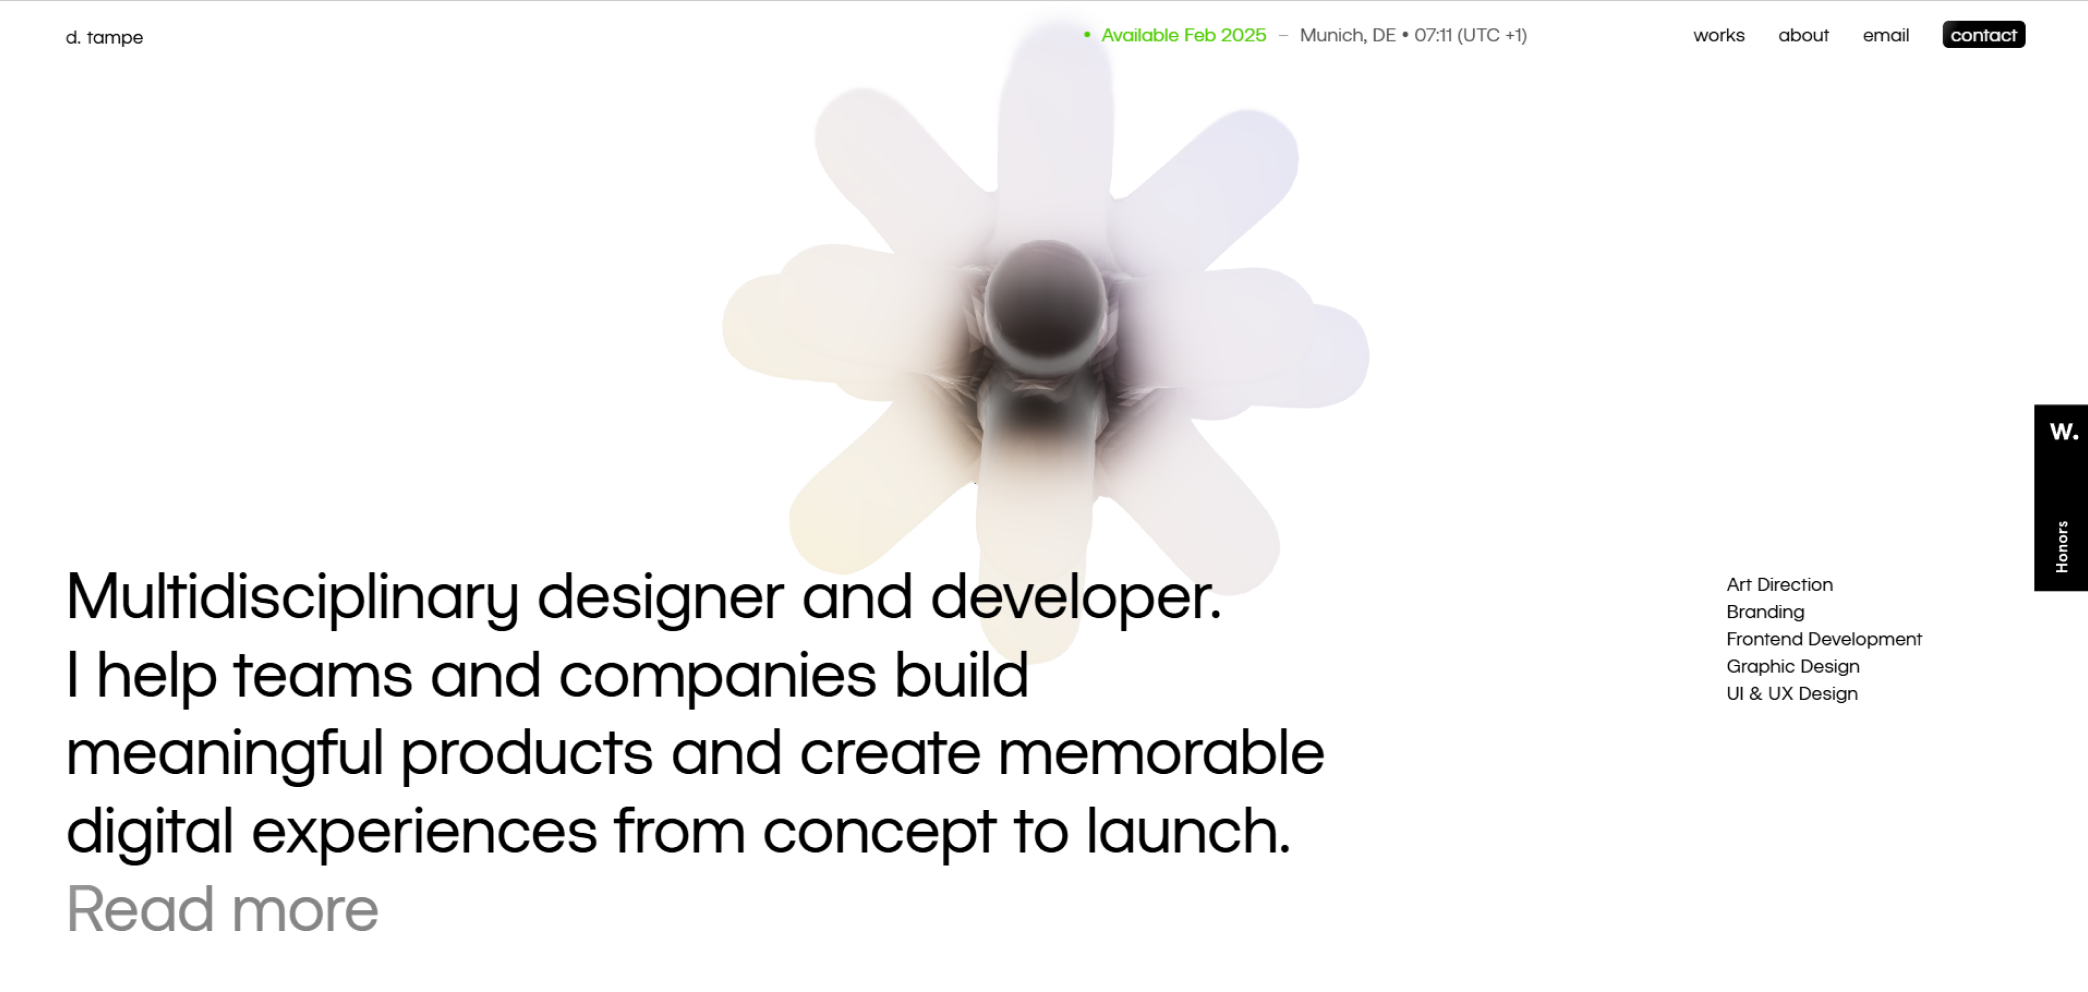 d. tampe
• Available Feb 2025 – Munich, DE • 07:11 (UTC +1)
works
about
email
contact
W.
Honors
Multidisciplinary designer and developer.
I help teams and companies build
meaningful products and create memorable
digital experiences from concept to launch.
Read more
Art Direction
Branding
Frontend Development
Graphic Design
UI & UX Design